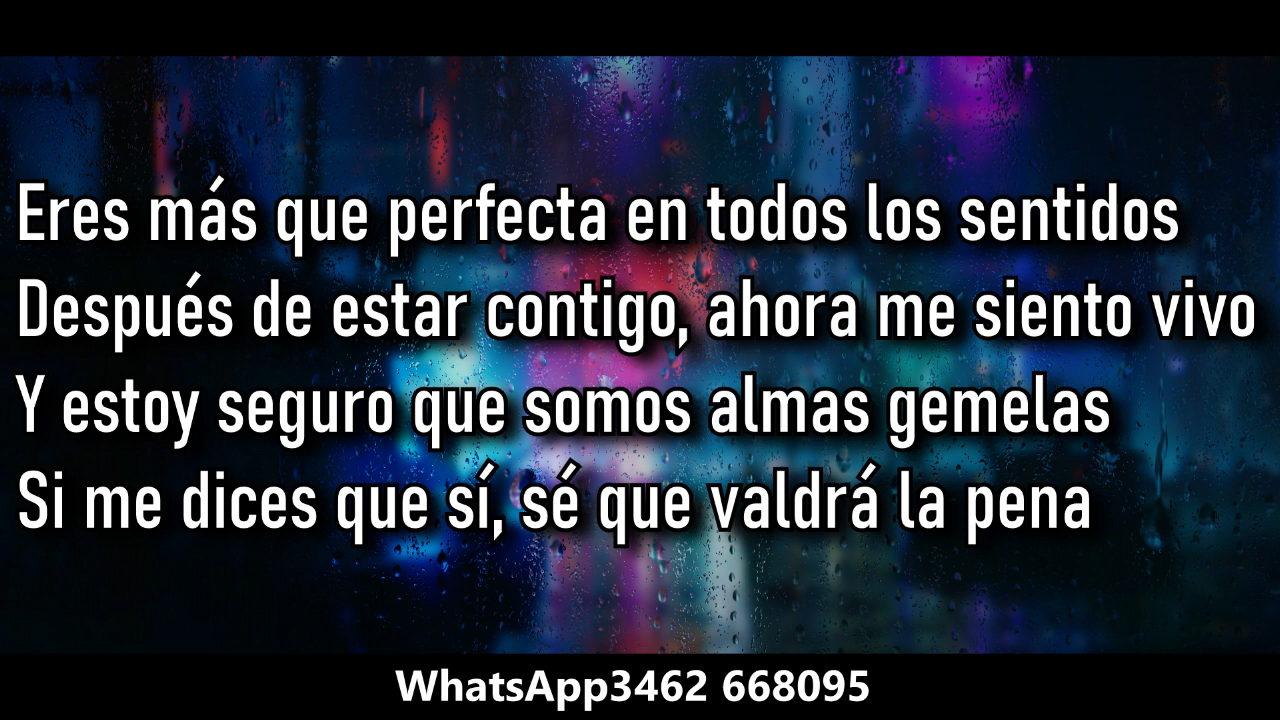 Eres más que perfecta en todos los sentidos
Después de estar contigo, ahora me siento vivo
Y estoy seguro que somos almas gemelas
Si me dices que sí, sé que valdrá la pena
WhatsApp3462 668095